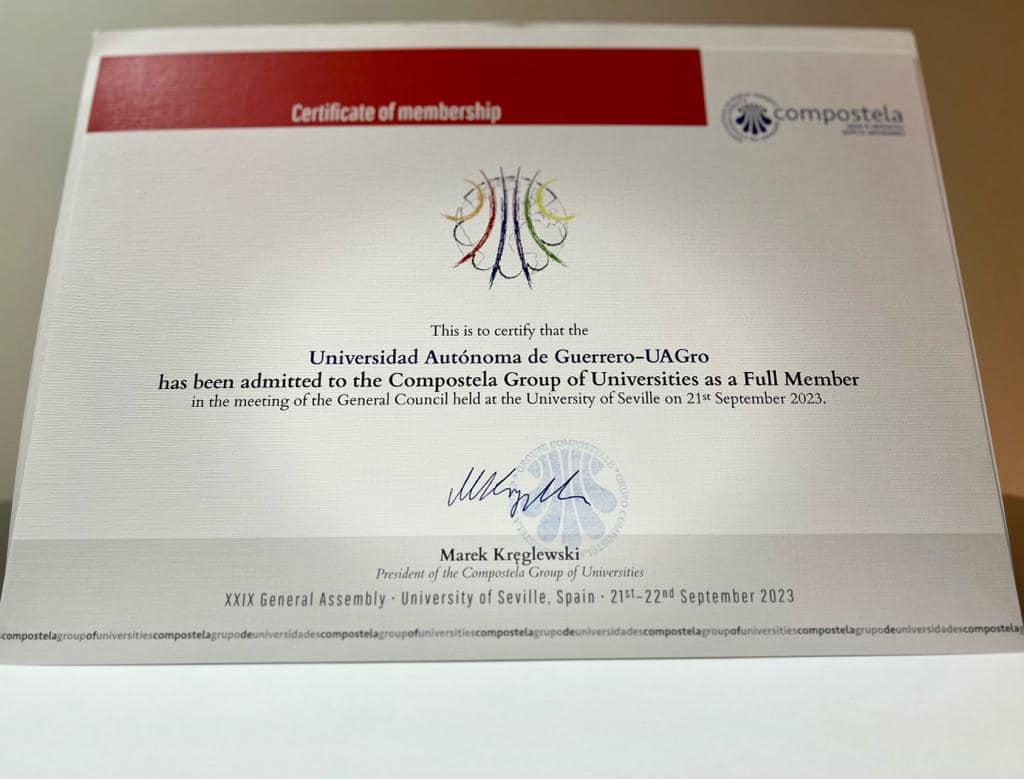 Certificate of membership
compostela
This is to certify that the
Universidad Autónoma de Guerrero-UAGro
has been admitted to the Compostela Group of Universities as a Full Member
in the meeting of the General Council held at the University of Seville on 21st September 2023.
Marek Kręglewski
President of the Compostela Group of Universities
XXIX General Assembly · University of Seville, Spain · 21st-22nd September 2023
compostelagroupofuniversitiescompostelagrupodeuniversidadescompostelagroupofuniversitiescompostelagrupodeuniversidadescompostelagroupofuniversitiescompostelagrupodeuniversidadescompostela